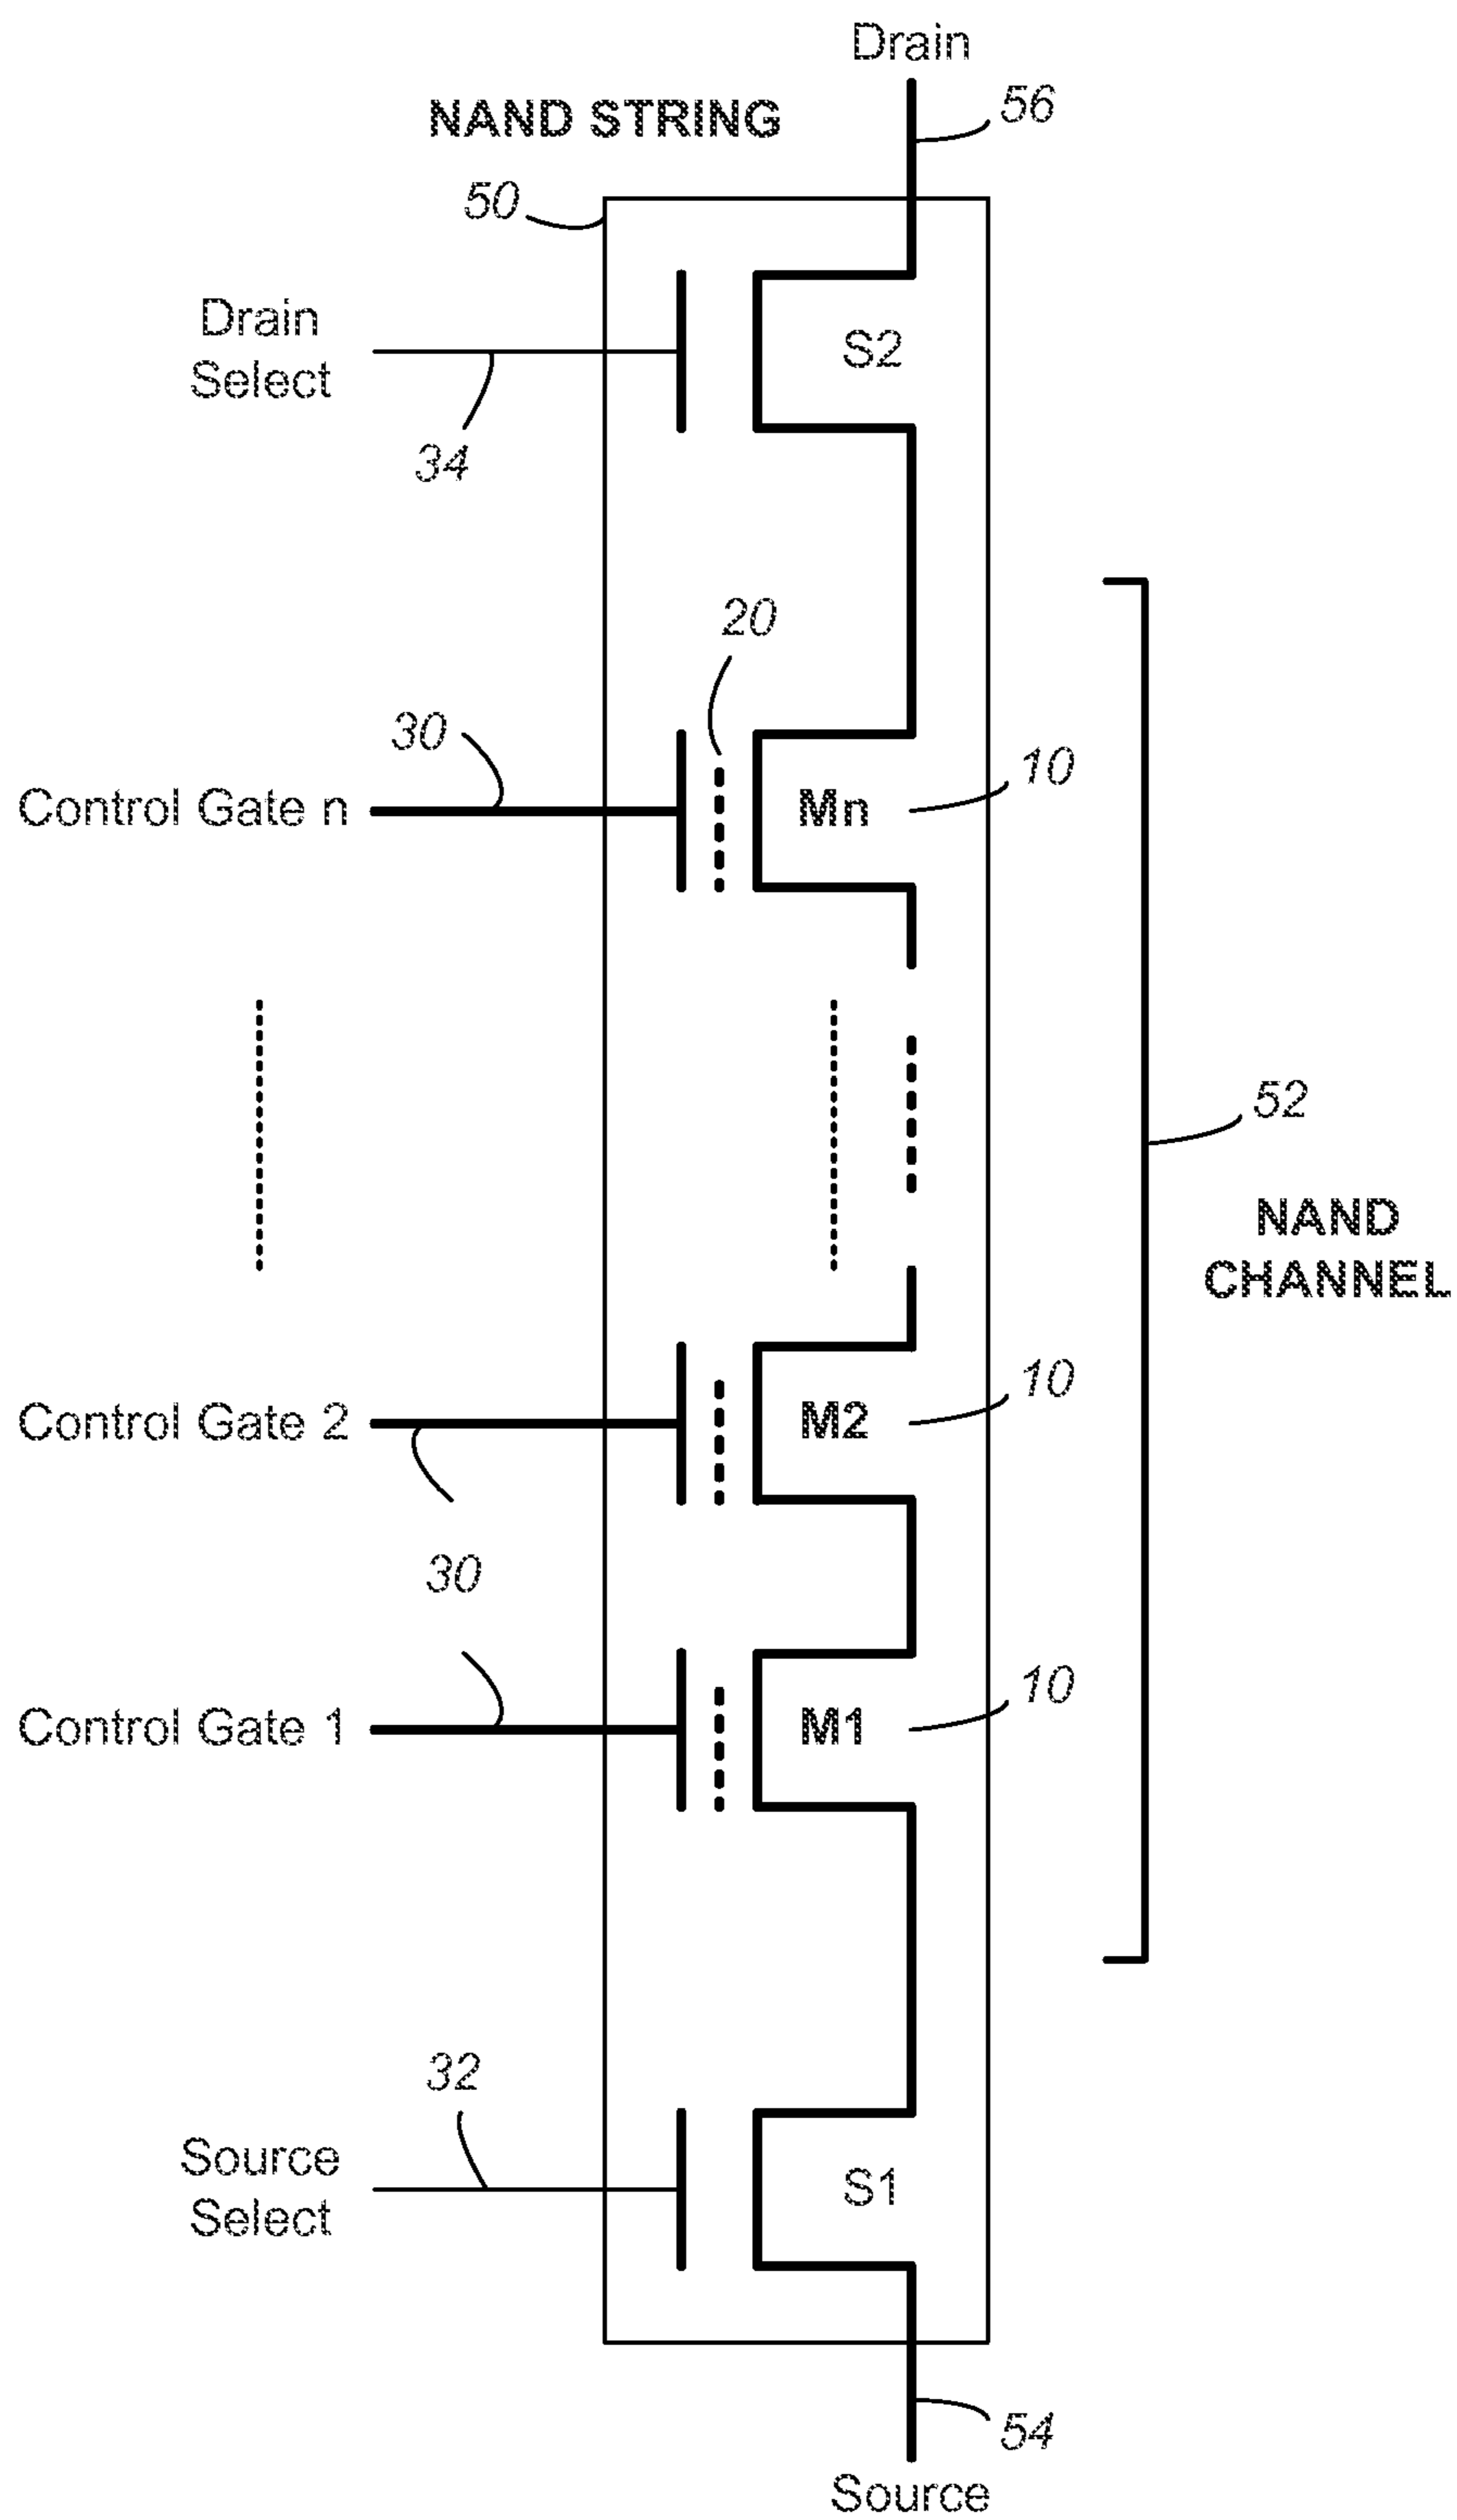 Drain
56
NAND STRING
50
Drain
Select
S2
34
20
30
10
Control Gate n
Mn
52
NAND
CHANNEL
10
Control Gate 2
M2
30
10
Control Gate 1
M1
32
Source
Select
S1
54
Source